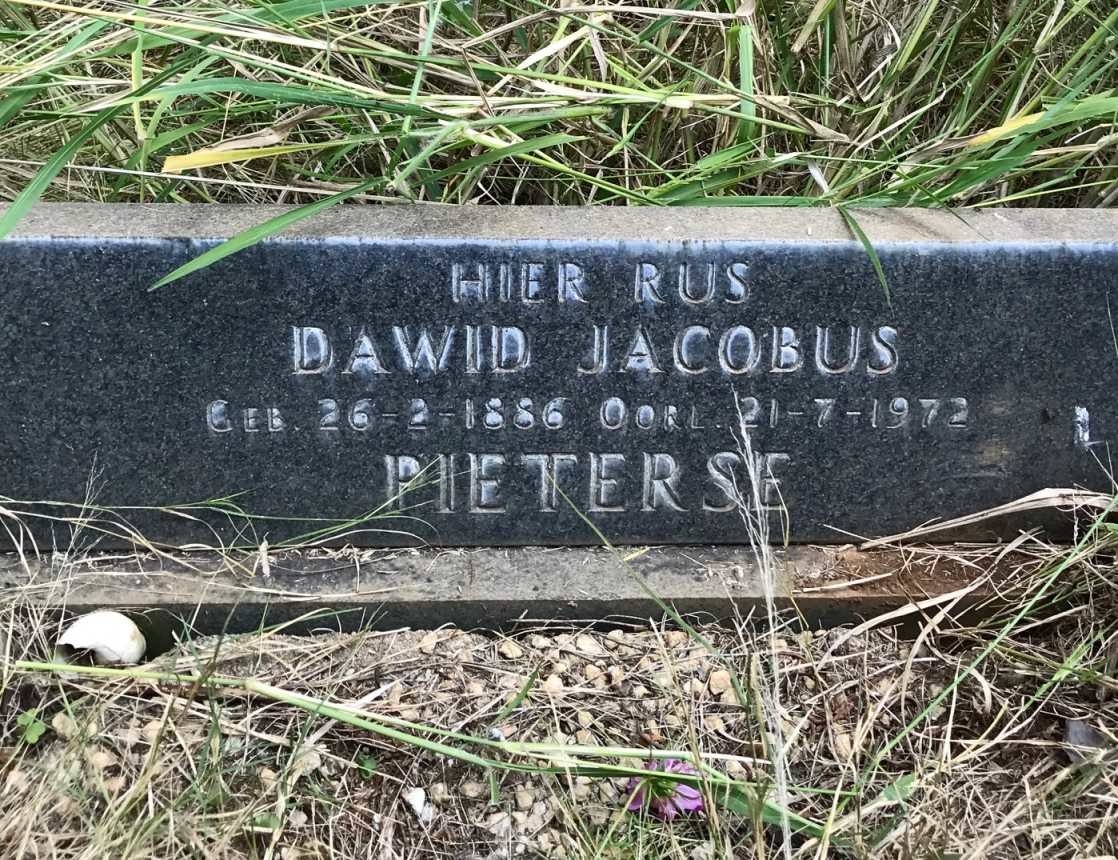 HIER RUS
DAWID JACOBUS
GEB. 26-2-1886 OORL. 21-7-1972
PIETERSE